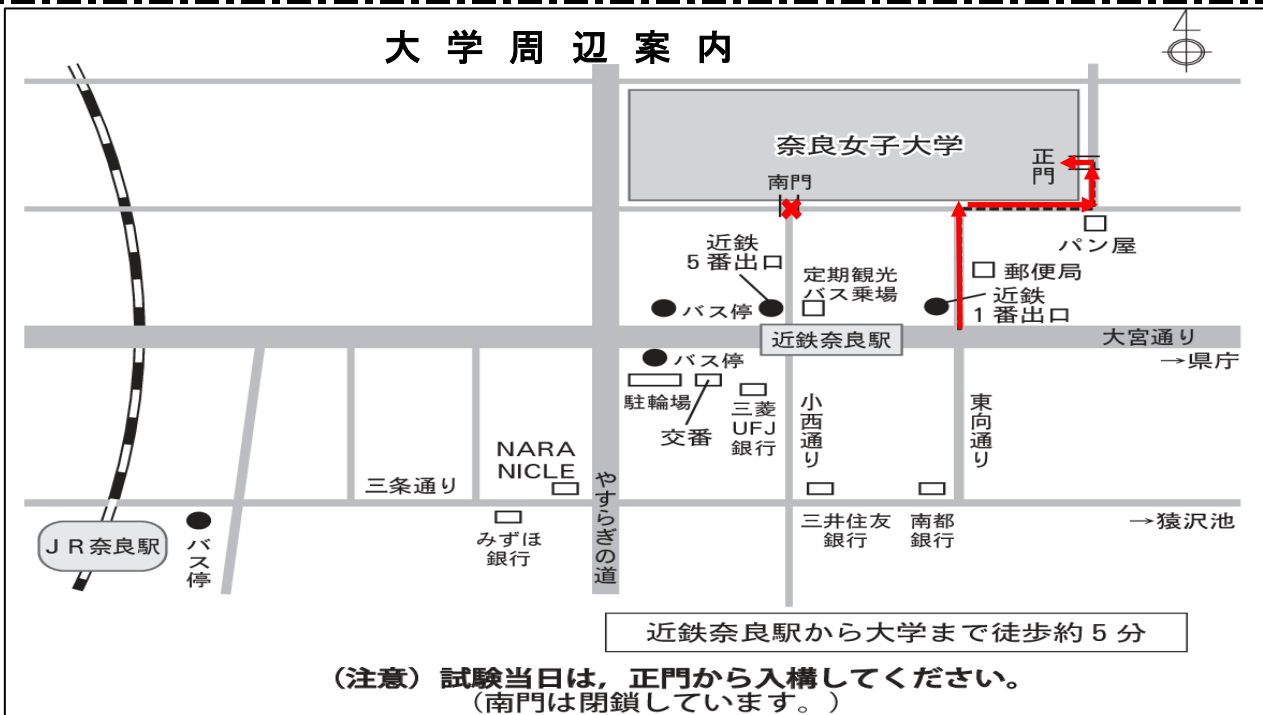 大学周辺案内
奈良女子大学
正門
南門
パン屋
近鉄
5番出口
定期観光
バス乗場
郵便局
近鉄
1番出口
バス停
近鉄奈良駅
大宮通り
→県庁
バス停
駐輪場
交番
三菱
UFJ
銀行
小西通り
東向通り
NARA
NICLE
三条通り
やすらぎの道
みずほ
銀行
三井住友
銀行
南都
銀行
→猿沢池
JR奈良駅
バス停
近鉄奈良駅から大学まで徒歩約5分
(注意)試験当日は,正門から入構してください。
(南門は閉鎖しています。)